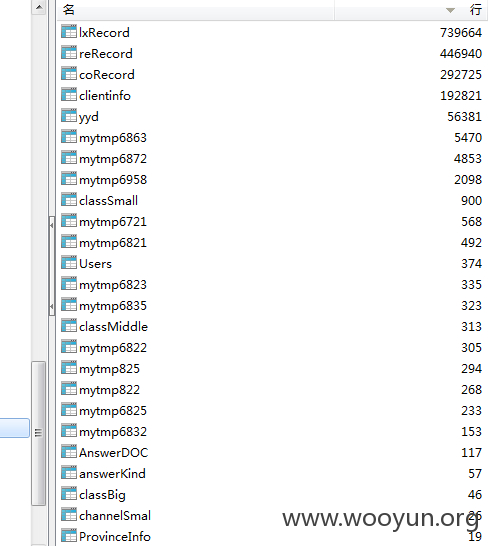 名 行
lxRecord 739664
reRecord 446940
coRecord 292725
clientinfo 192821
yyd 56381
mytmp6863 5470
mytmp6872 4853
mytmp6958 2098
classSmall 900
mytmp6721 568
mytmp6821 492
Users 374
mytmp6823 335
mytmp6835 323
classMiddle 313
mytmp6822 305
mytmp825 294
mytmp822 268
mytmp6825 233
mytmp6832 153
AnswerDOC 117
answerKind 57
classBig 46
channelSmal 26
www.wooyun.org
ProvinceInfo 19